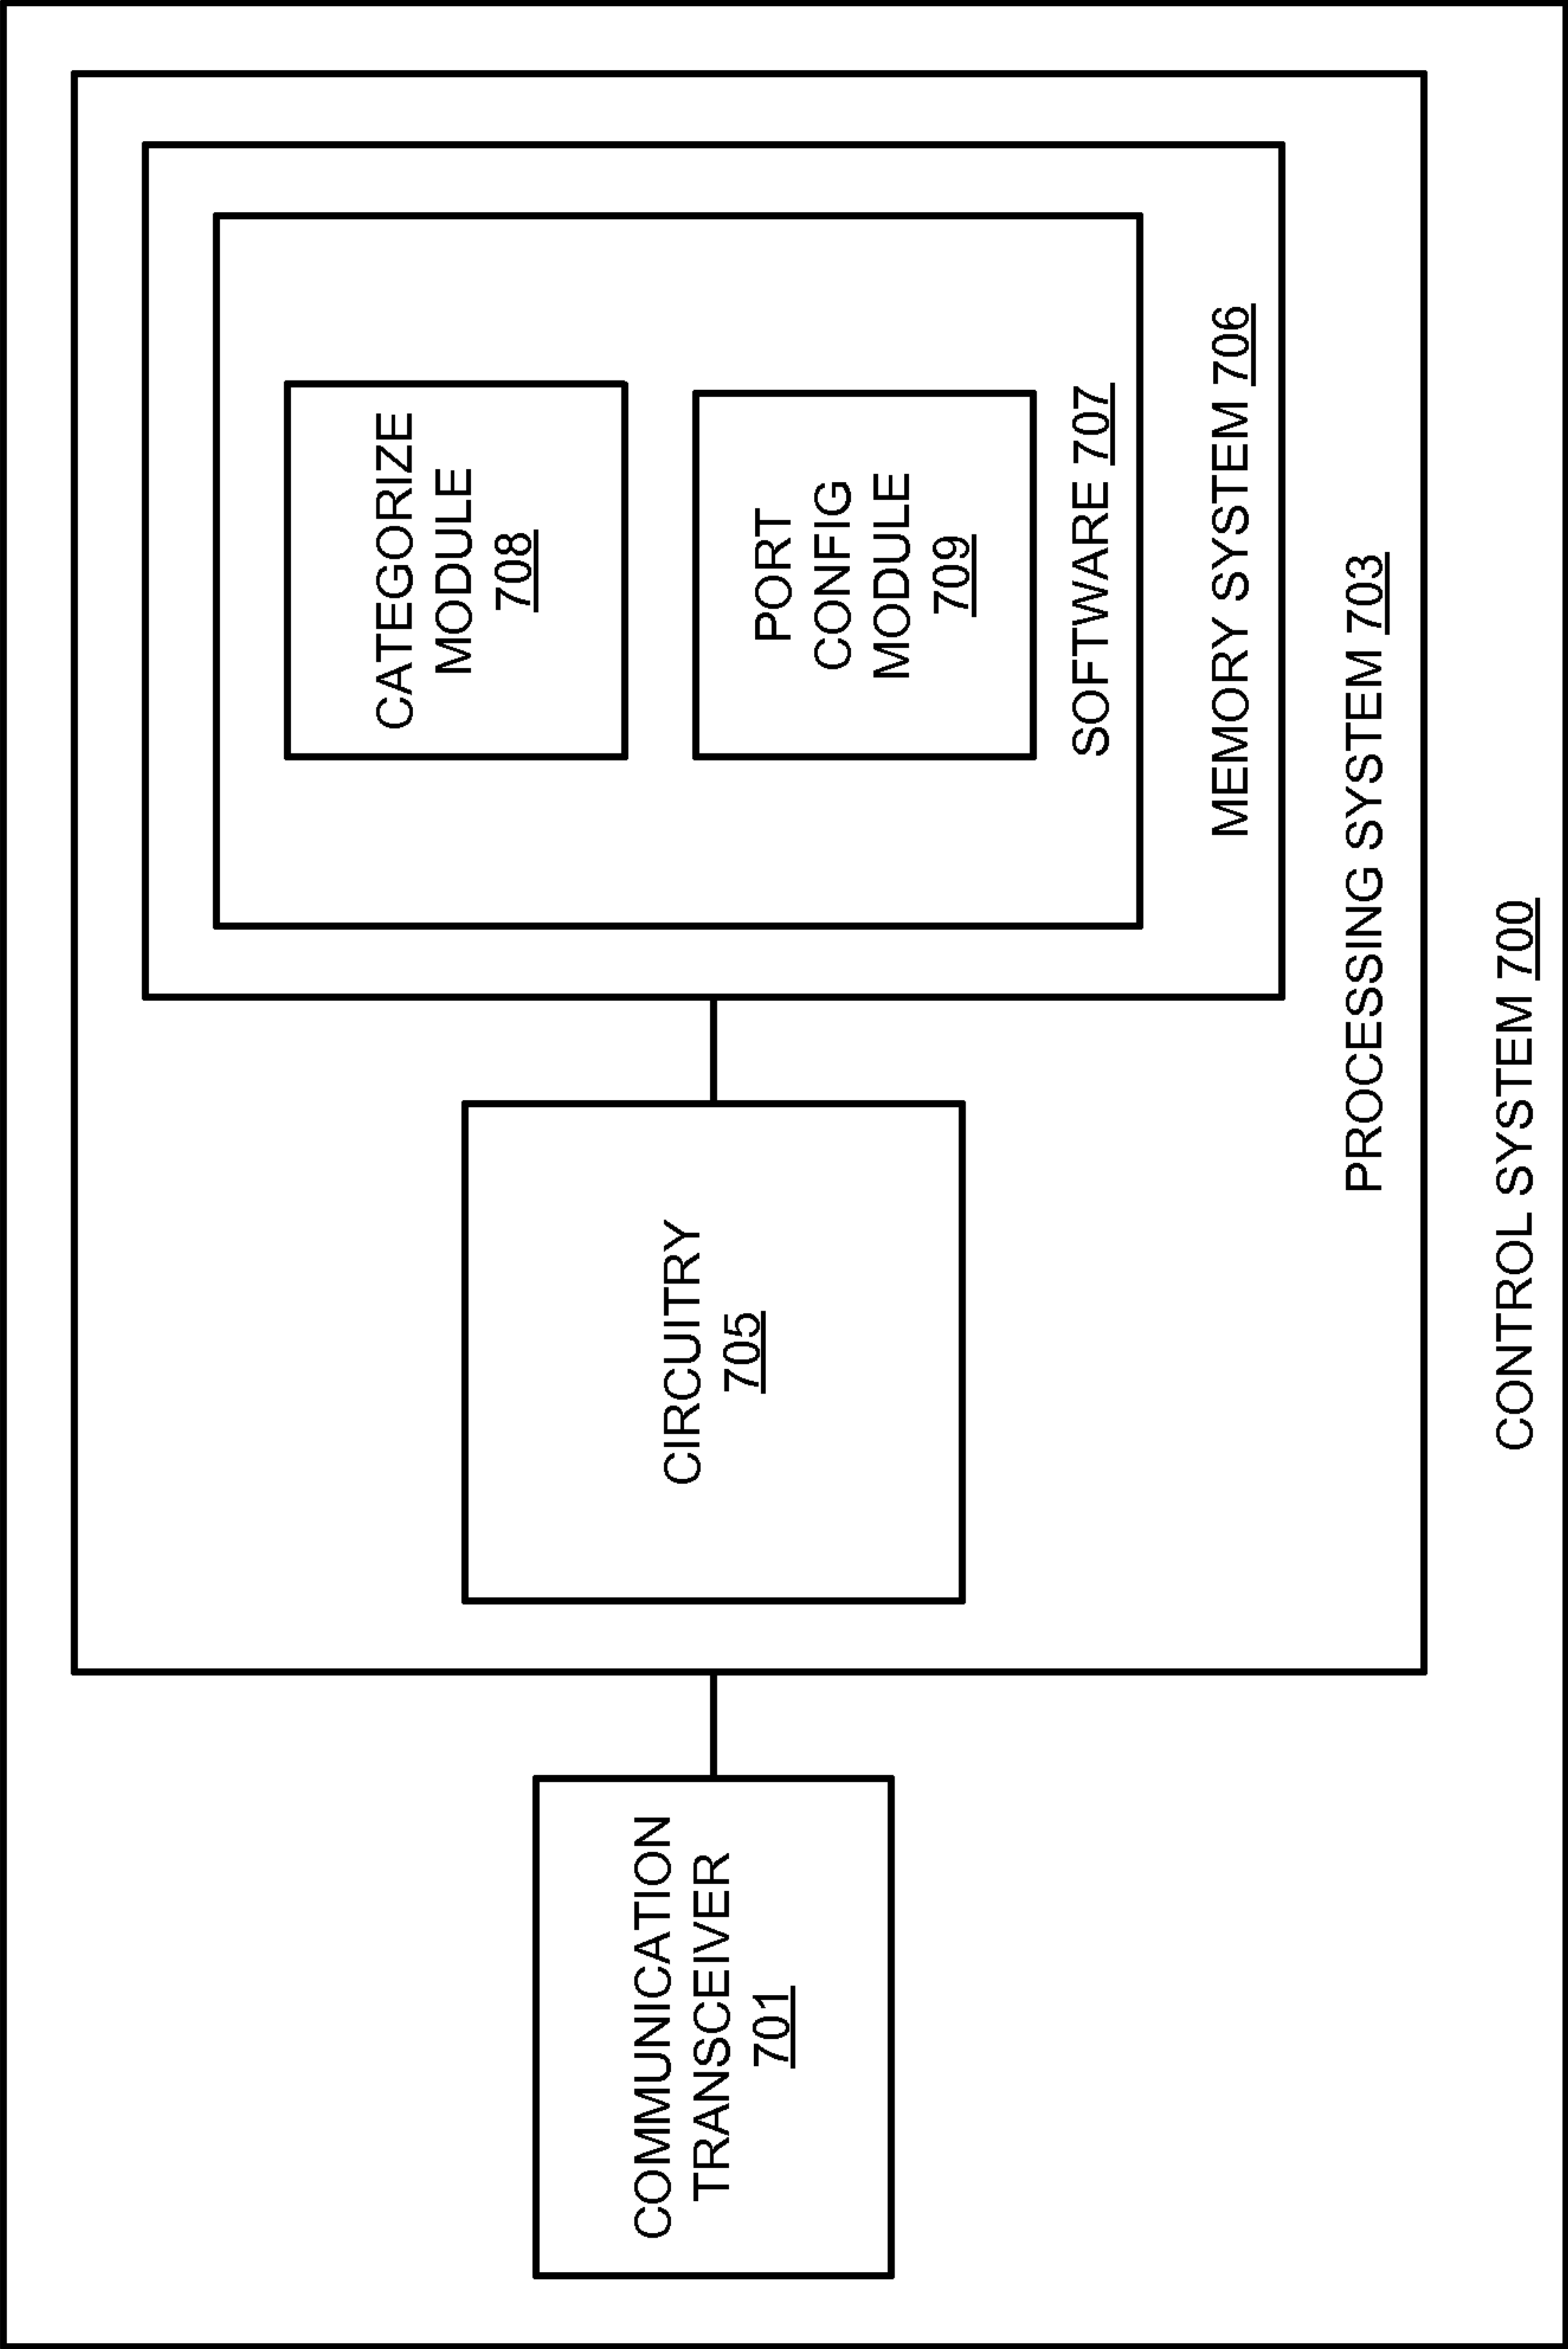 COMMUNICATION
TRANSCEIVER
701
CIRCUITRY
705
CATEGORIZE
MODULE
708
PORT
CONFIG
MODULE
709
SOFTWARE 707
MEMORY SYSTEM 706
PROCESSING SYSTEM 703
CONTROL SYSTEM 700